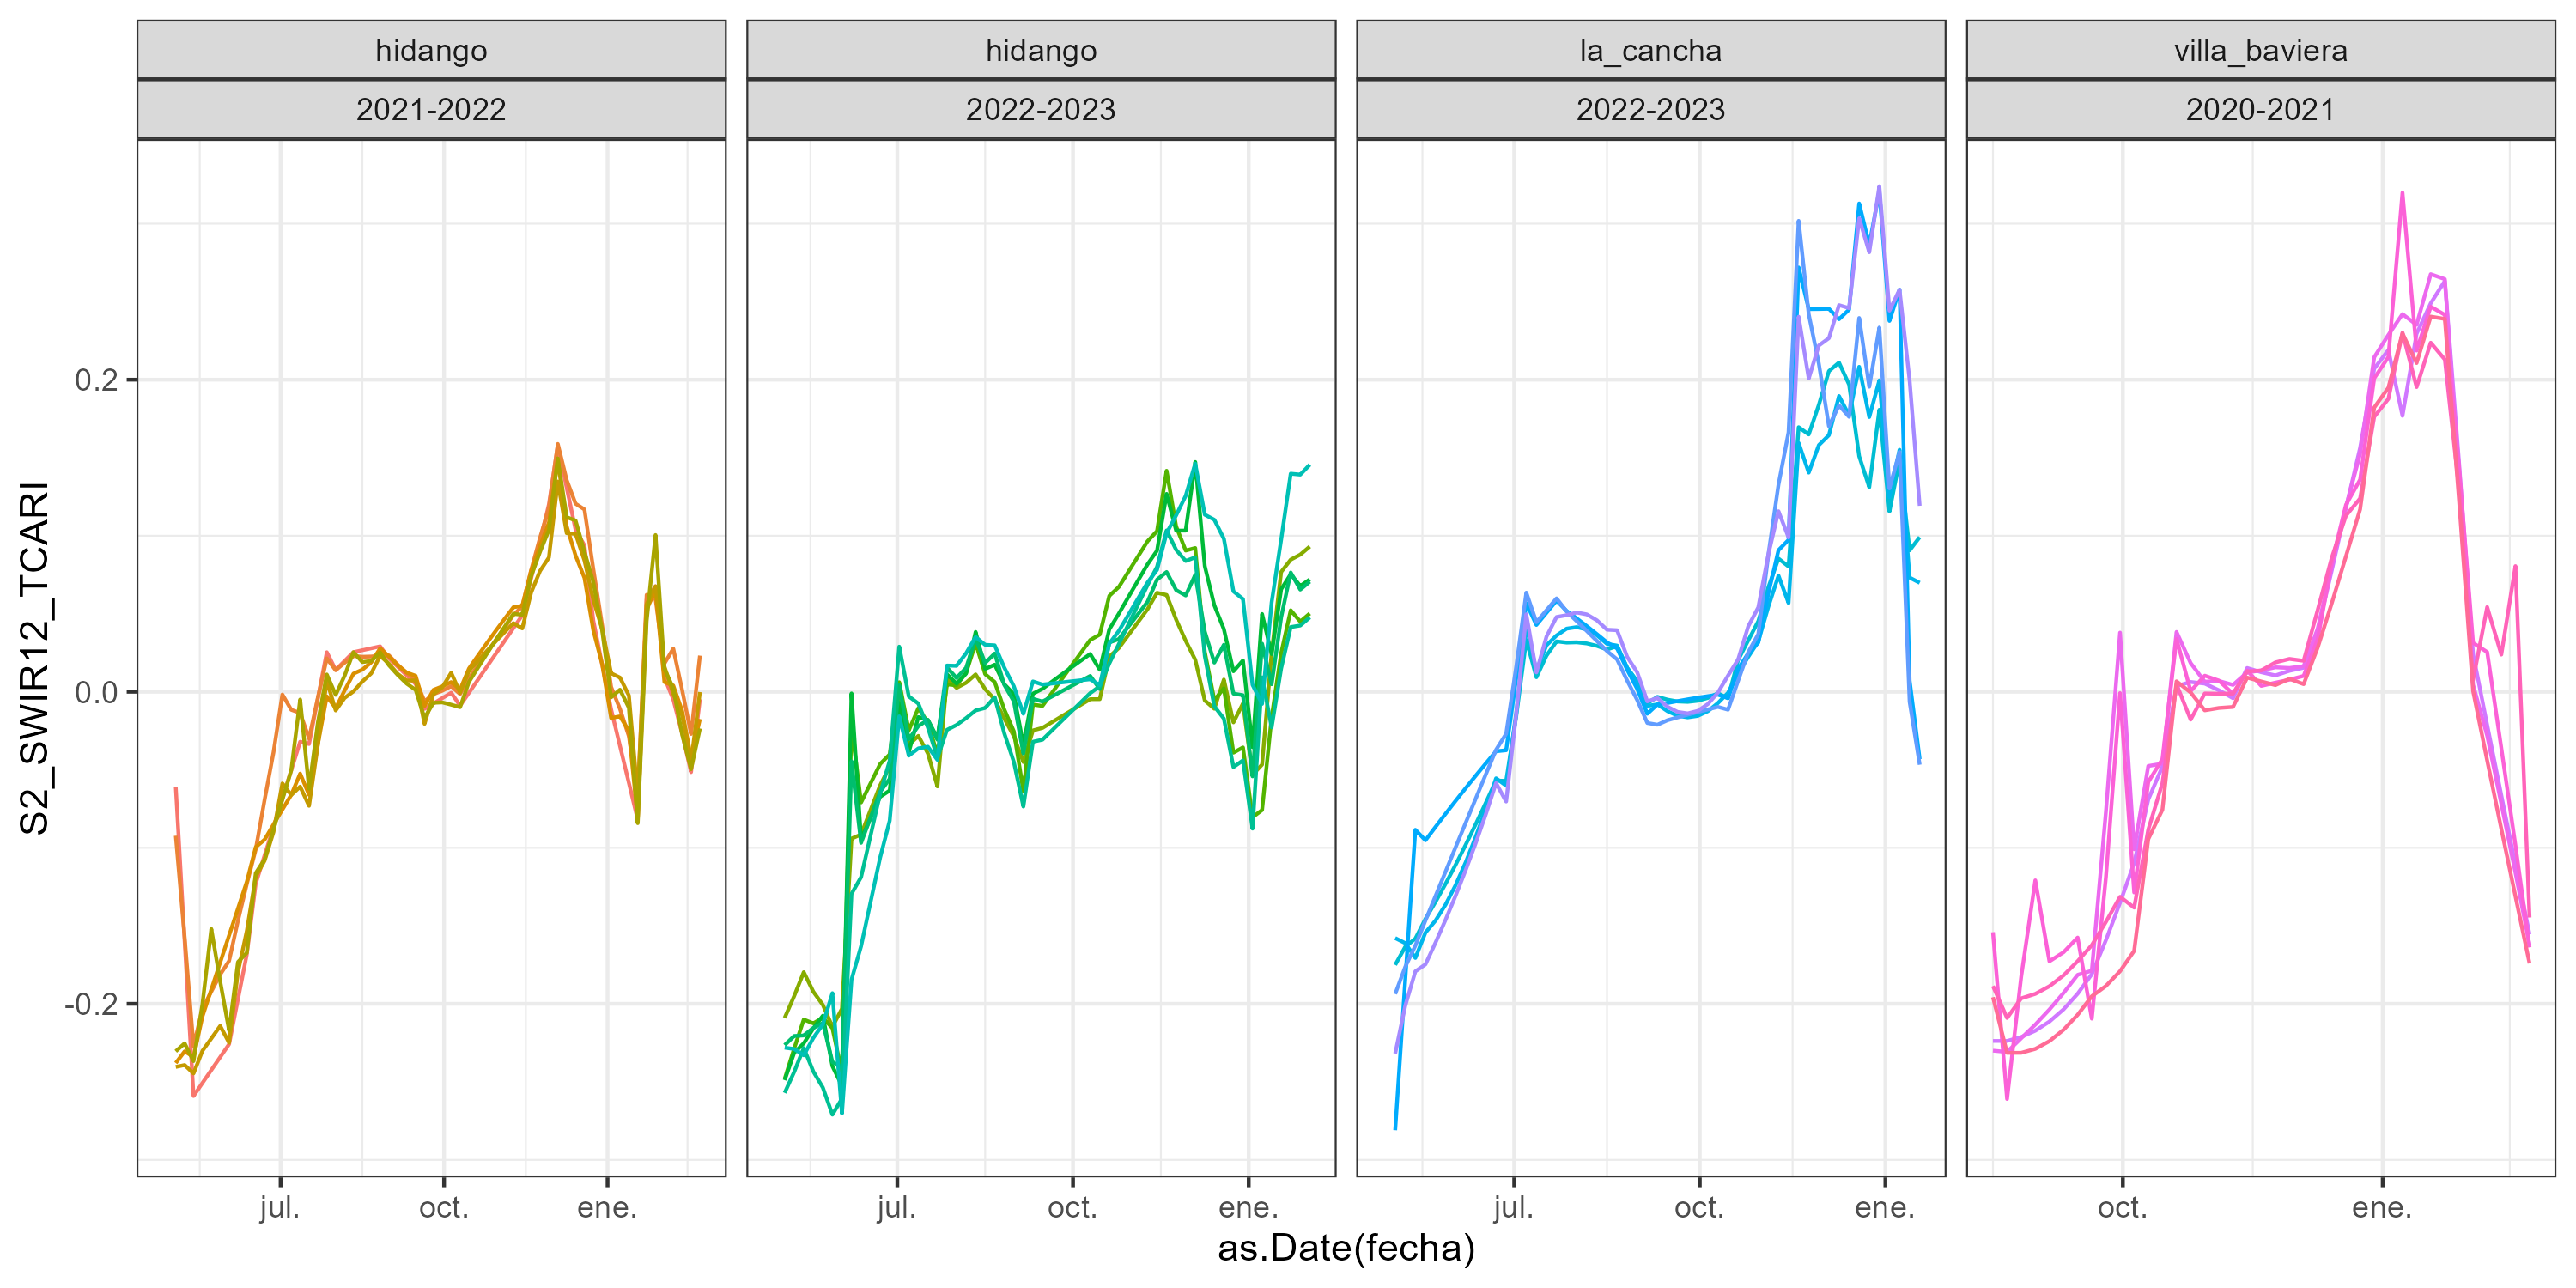 hidango
hidango
la_cancha
villa_baviera
2021-2022
2022-2023
2022-2023
2020-2021
S2_SWIR12_TCARI
0.2
0.0
-0.2
jul.
oct.
ene.
jul.
oct.
ene.
jul.
oct.
ene.
oct.
ene.
as.Date(fecha)